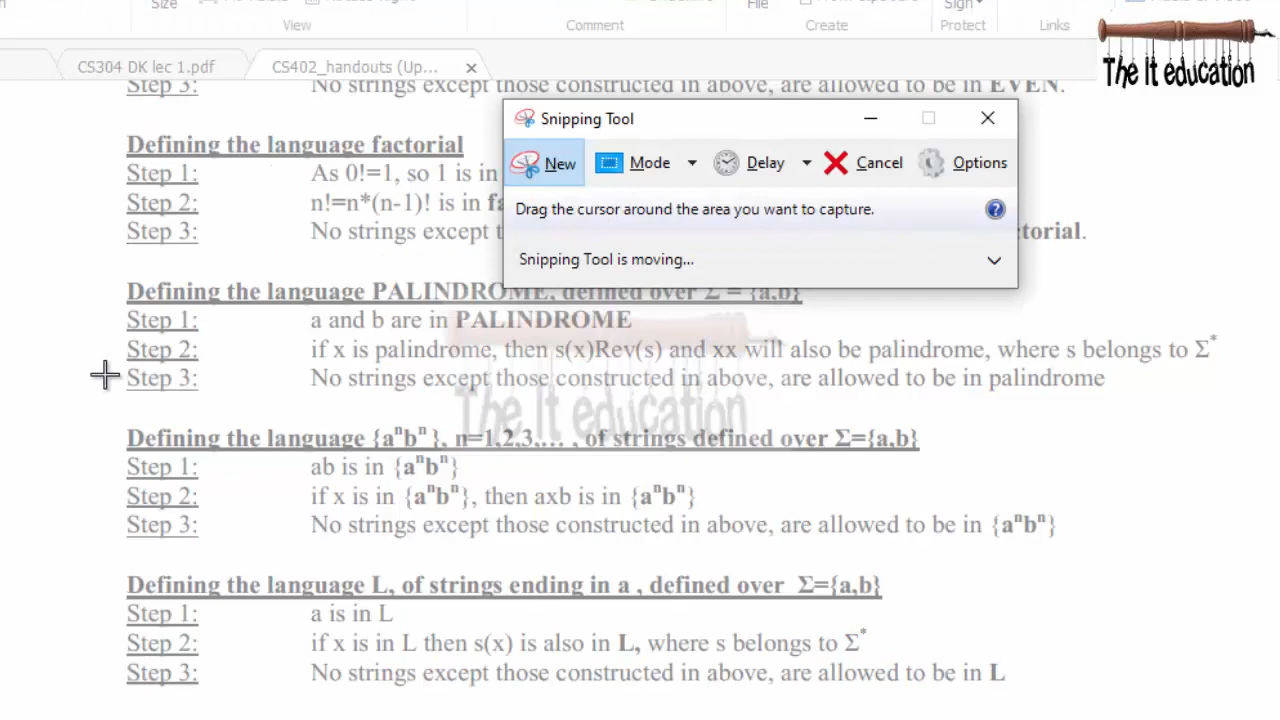 Size
View
Comment
File
Create
Sign
Protect
Links
CS304 DK lec 1.pdf
CS402_handouts (Up...
The It education
Step 3: No strings except those constructed in above, are allowed to be in EVEN.
Snipping Tool
New Mode Delay Cancel Options
Drag the cursor around the area you want to capture.
Snipping Tool is moving...
Defining the language factorial
Step 1: As 0!=1, so 1 is in
Step 2: n!=n*(n-1)! is in
Step 3: No strings except torial.
Defining the language PALINDROME, defined over Σ = {a,b}
Step 1: a and b are in PALINDROME
Step 2: if x is palindrome, then s(x)Rev(s) and xx will also be palindrome, where s belongs to Σ*
Step 3: No strings except those constructed in above, are allowed to be in palindrome
The It education
Defining the language {aⁿbⁿ }, n=1,2,3,… , of strings defined over Σ={a,b}
Step 1: ab is in {aⁿbⁿ}
Step 2: if x is in {aⁿbⁿ}, then axb is in {aⁿbⁿ}
Step 3: No strings except those constructed in above, are allowed to be in {aⁿbⁿ}
Defining the language L, of strings ending in a , defined over Σ={a,b}
Step 1: a is in L
Step 2: if x is in L then s(x) is also in L, where s belongs to Σ*
Step 3: No strings except those constructed in above, are allowed to be in L